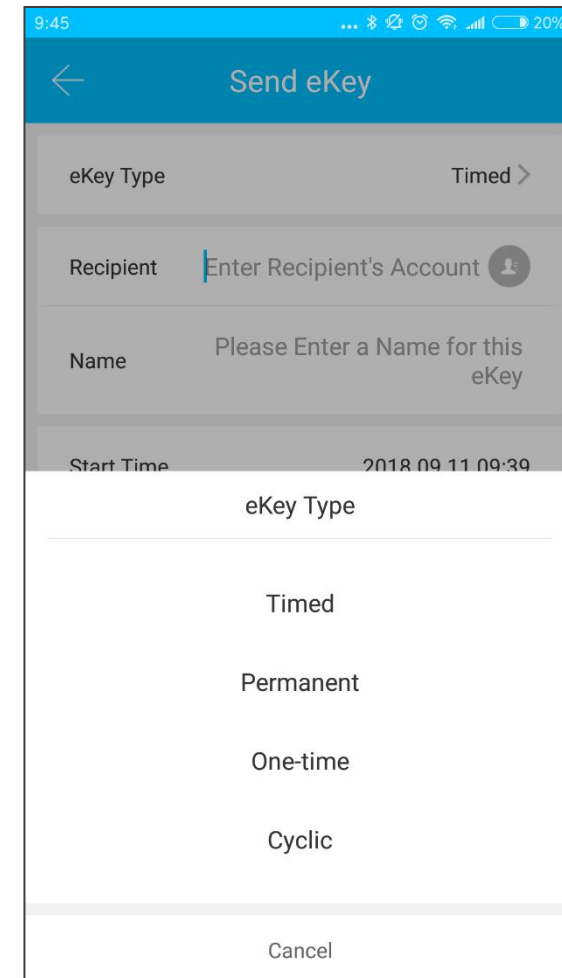 9:45 ... 20%
Send eKey
eKey Type Timed
Recipient Enter Recipient's Account
Name Please Enter a Name for this
eKey
Start Time 2018.09.11 09:39
eKey Type
Timed
Permanent
One-time
Cyclic
Cancel